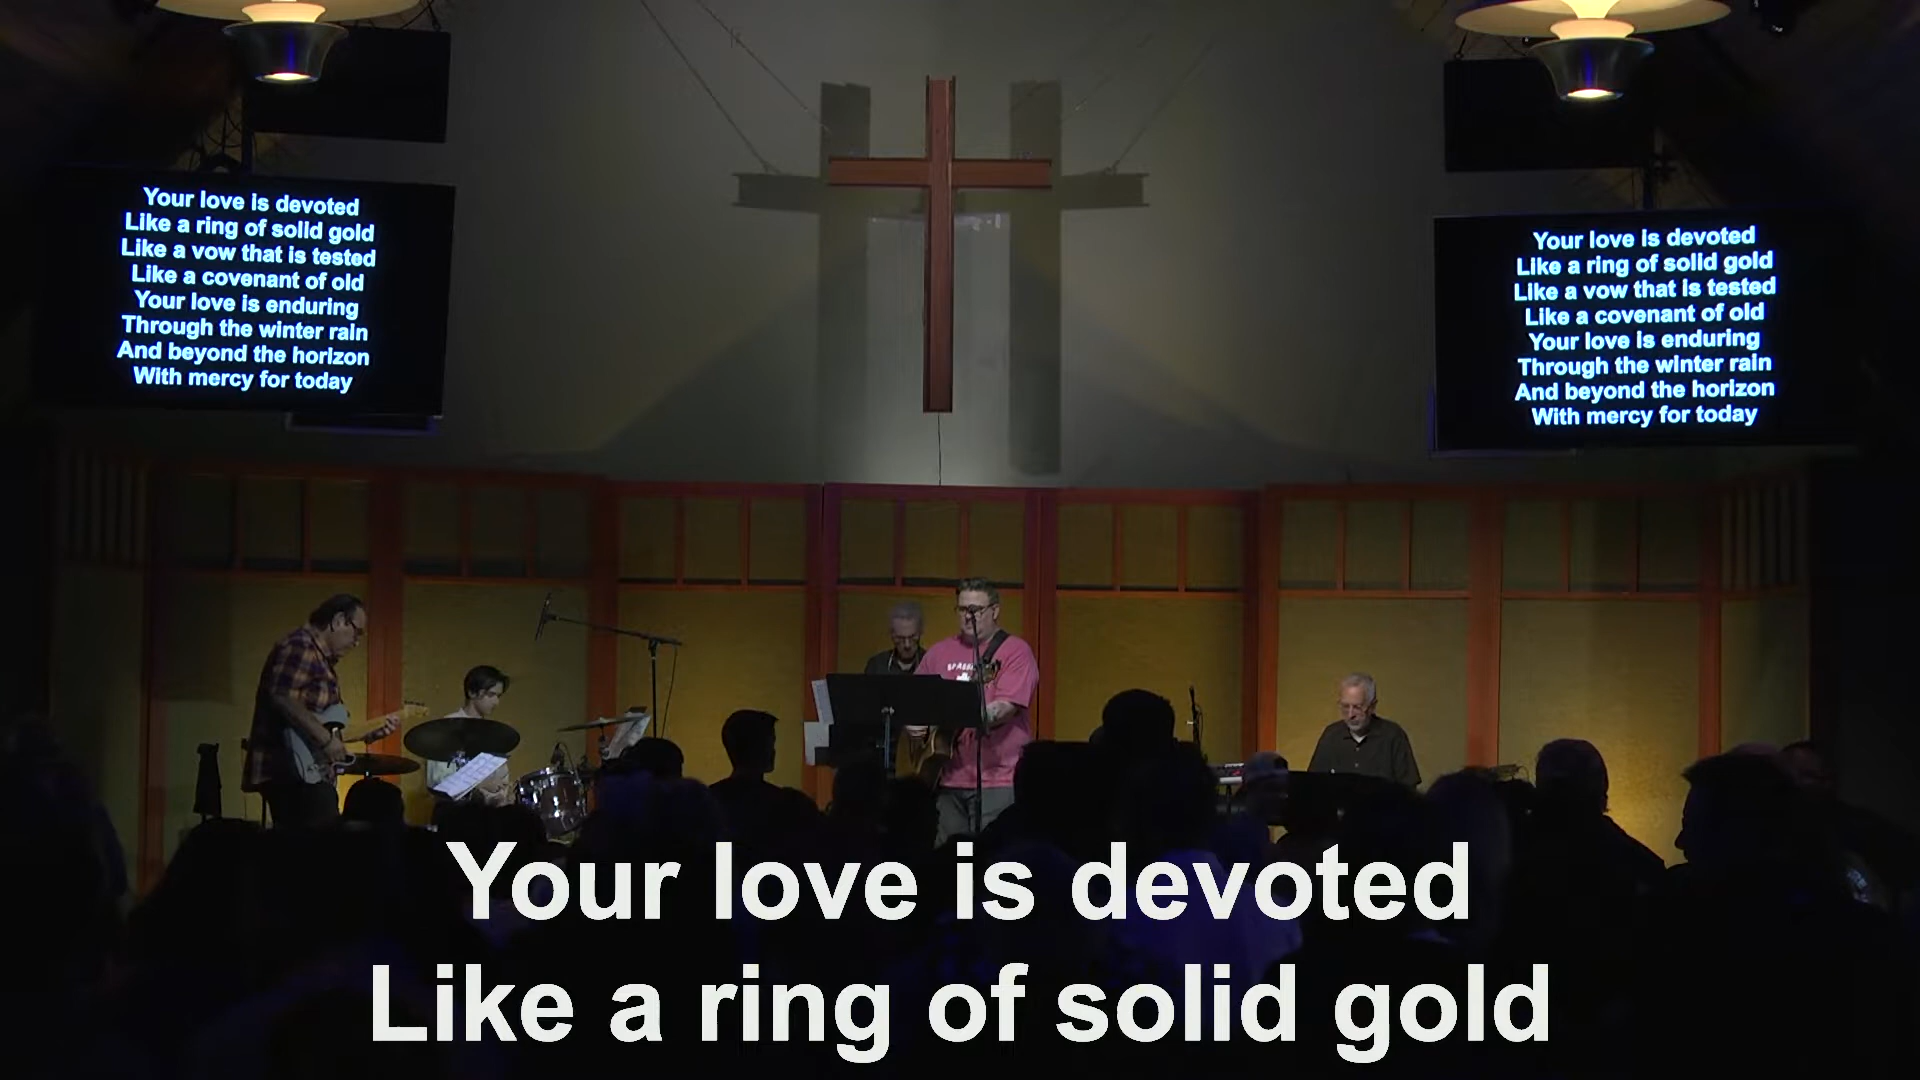 Your love is devoted
Like a ring of solid gold
Like a vow that is tested
Like a covenant of old
Your love is enduring
Through the winter rain
And beyond the horizon
With mercy for today
Your love is devoted
Like a ring of solid gold
Like a vow that is tested
Like a covenant of old
Your love is enduring
Through the winter rain
And beyond the horizon
With mercy for today
Your love is devoted
Like a ring of solid gold